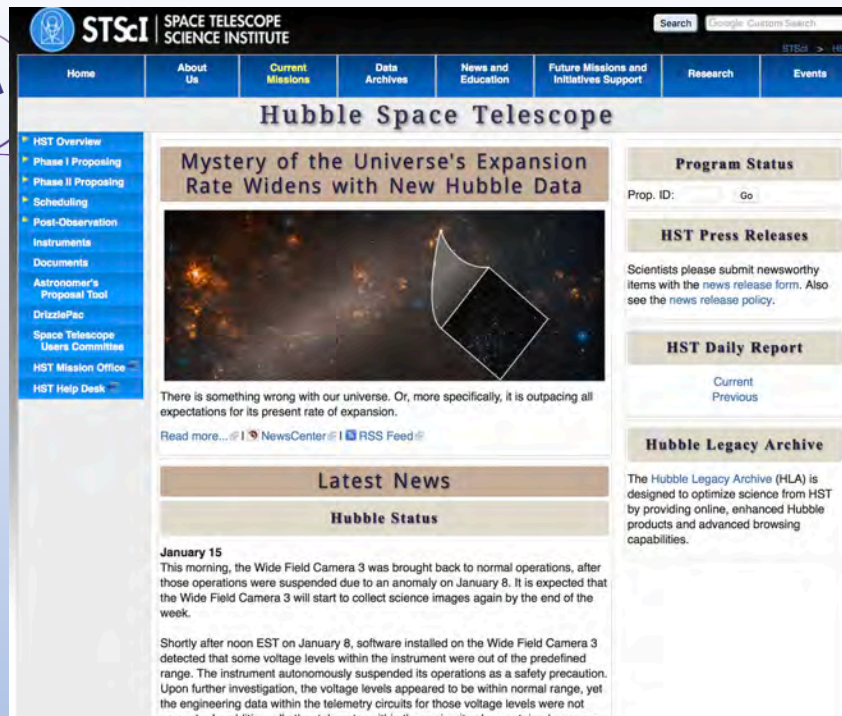 STScI | SPACE TELESCOPE
SCIENCE INSTITUTE
Search Google Custom Search
STScI > HS
Home
About
Us
Current
Missions
Data
Archives
News and
Education
Future Missions and
Initiatives Support
Research
Events
Hubble Space Telescope
HST Overview
Phase I Proposing
Phase II Proposing
Scheduling
Post-Observation
Instruments
Documents
Astronomer's
Proposal Tool
DrizzlePac
Space Telescope
Users Committee
HST Mission Office
HST Help Desk
Mystery of the Universe's Expansion
Rate Widens with New Hubble Data
There is something wrong with our universe. Or, more specifically, it is outpacing all
expectations for its present rate of expansion.
Read more... | NewsCenter | RSS Feed
Latest News
Hubble Status
January 15
This morning, the Wide Field Camera 3 was brought back to normal operations, after
those operations were suspended due to an anomaly on January 8. It is expected that
the Wide Field Camera 3 will start to collect science images again by the end of the
week.
Shortly after noon EST on January 8, software installed on the Wide Field Camera 3
detected that some voltage levels within the instrument were out of the predefined
range. The instrument autonomously suspended its operations as a safety precaution.
Upon further investigation, the voltage levels appeared to be within normal range, yet
the engineering data within the telemetry circuits for those voltage levels were not
Program Status
Prop. ID: Go
HST Press Releases
Scientists please submit newsworthy
items with the news release form. Also
see the news release policy.
HST Daily Report
Current
Previous
Hubble Legacy Archive
The Hubble Legacy Archive (HLA) is
designed to optimize science from HST
by providing online, enhanced Hubble
products and advanced browsing
capabilities.